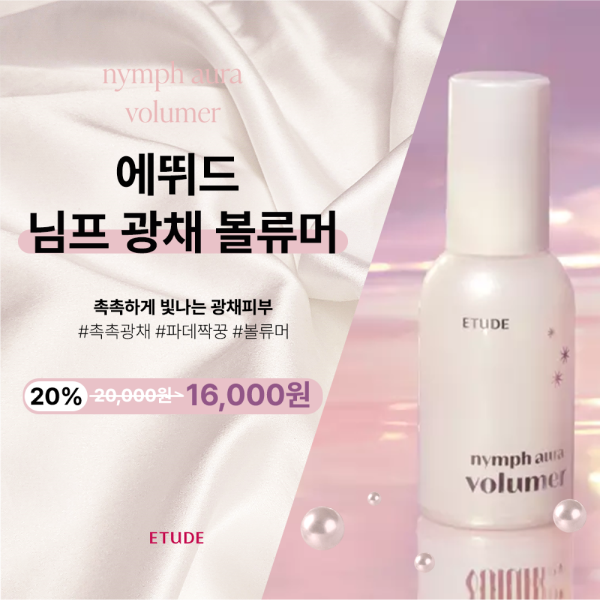 nymph aura
volumer
에뛰드
님프 광채 볼류머
촉촉하게 빛나는 광채피부
#촉촉광채 #파데짝꿍 #볼류머
20% 20,000원 16,000원
ETUDE
ETUDE
nymph aura
volumer